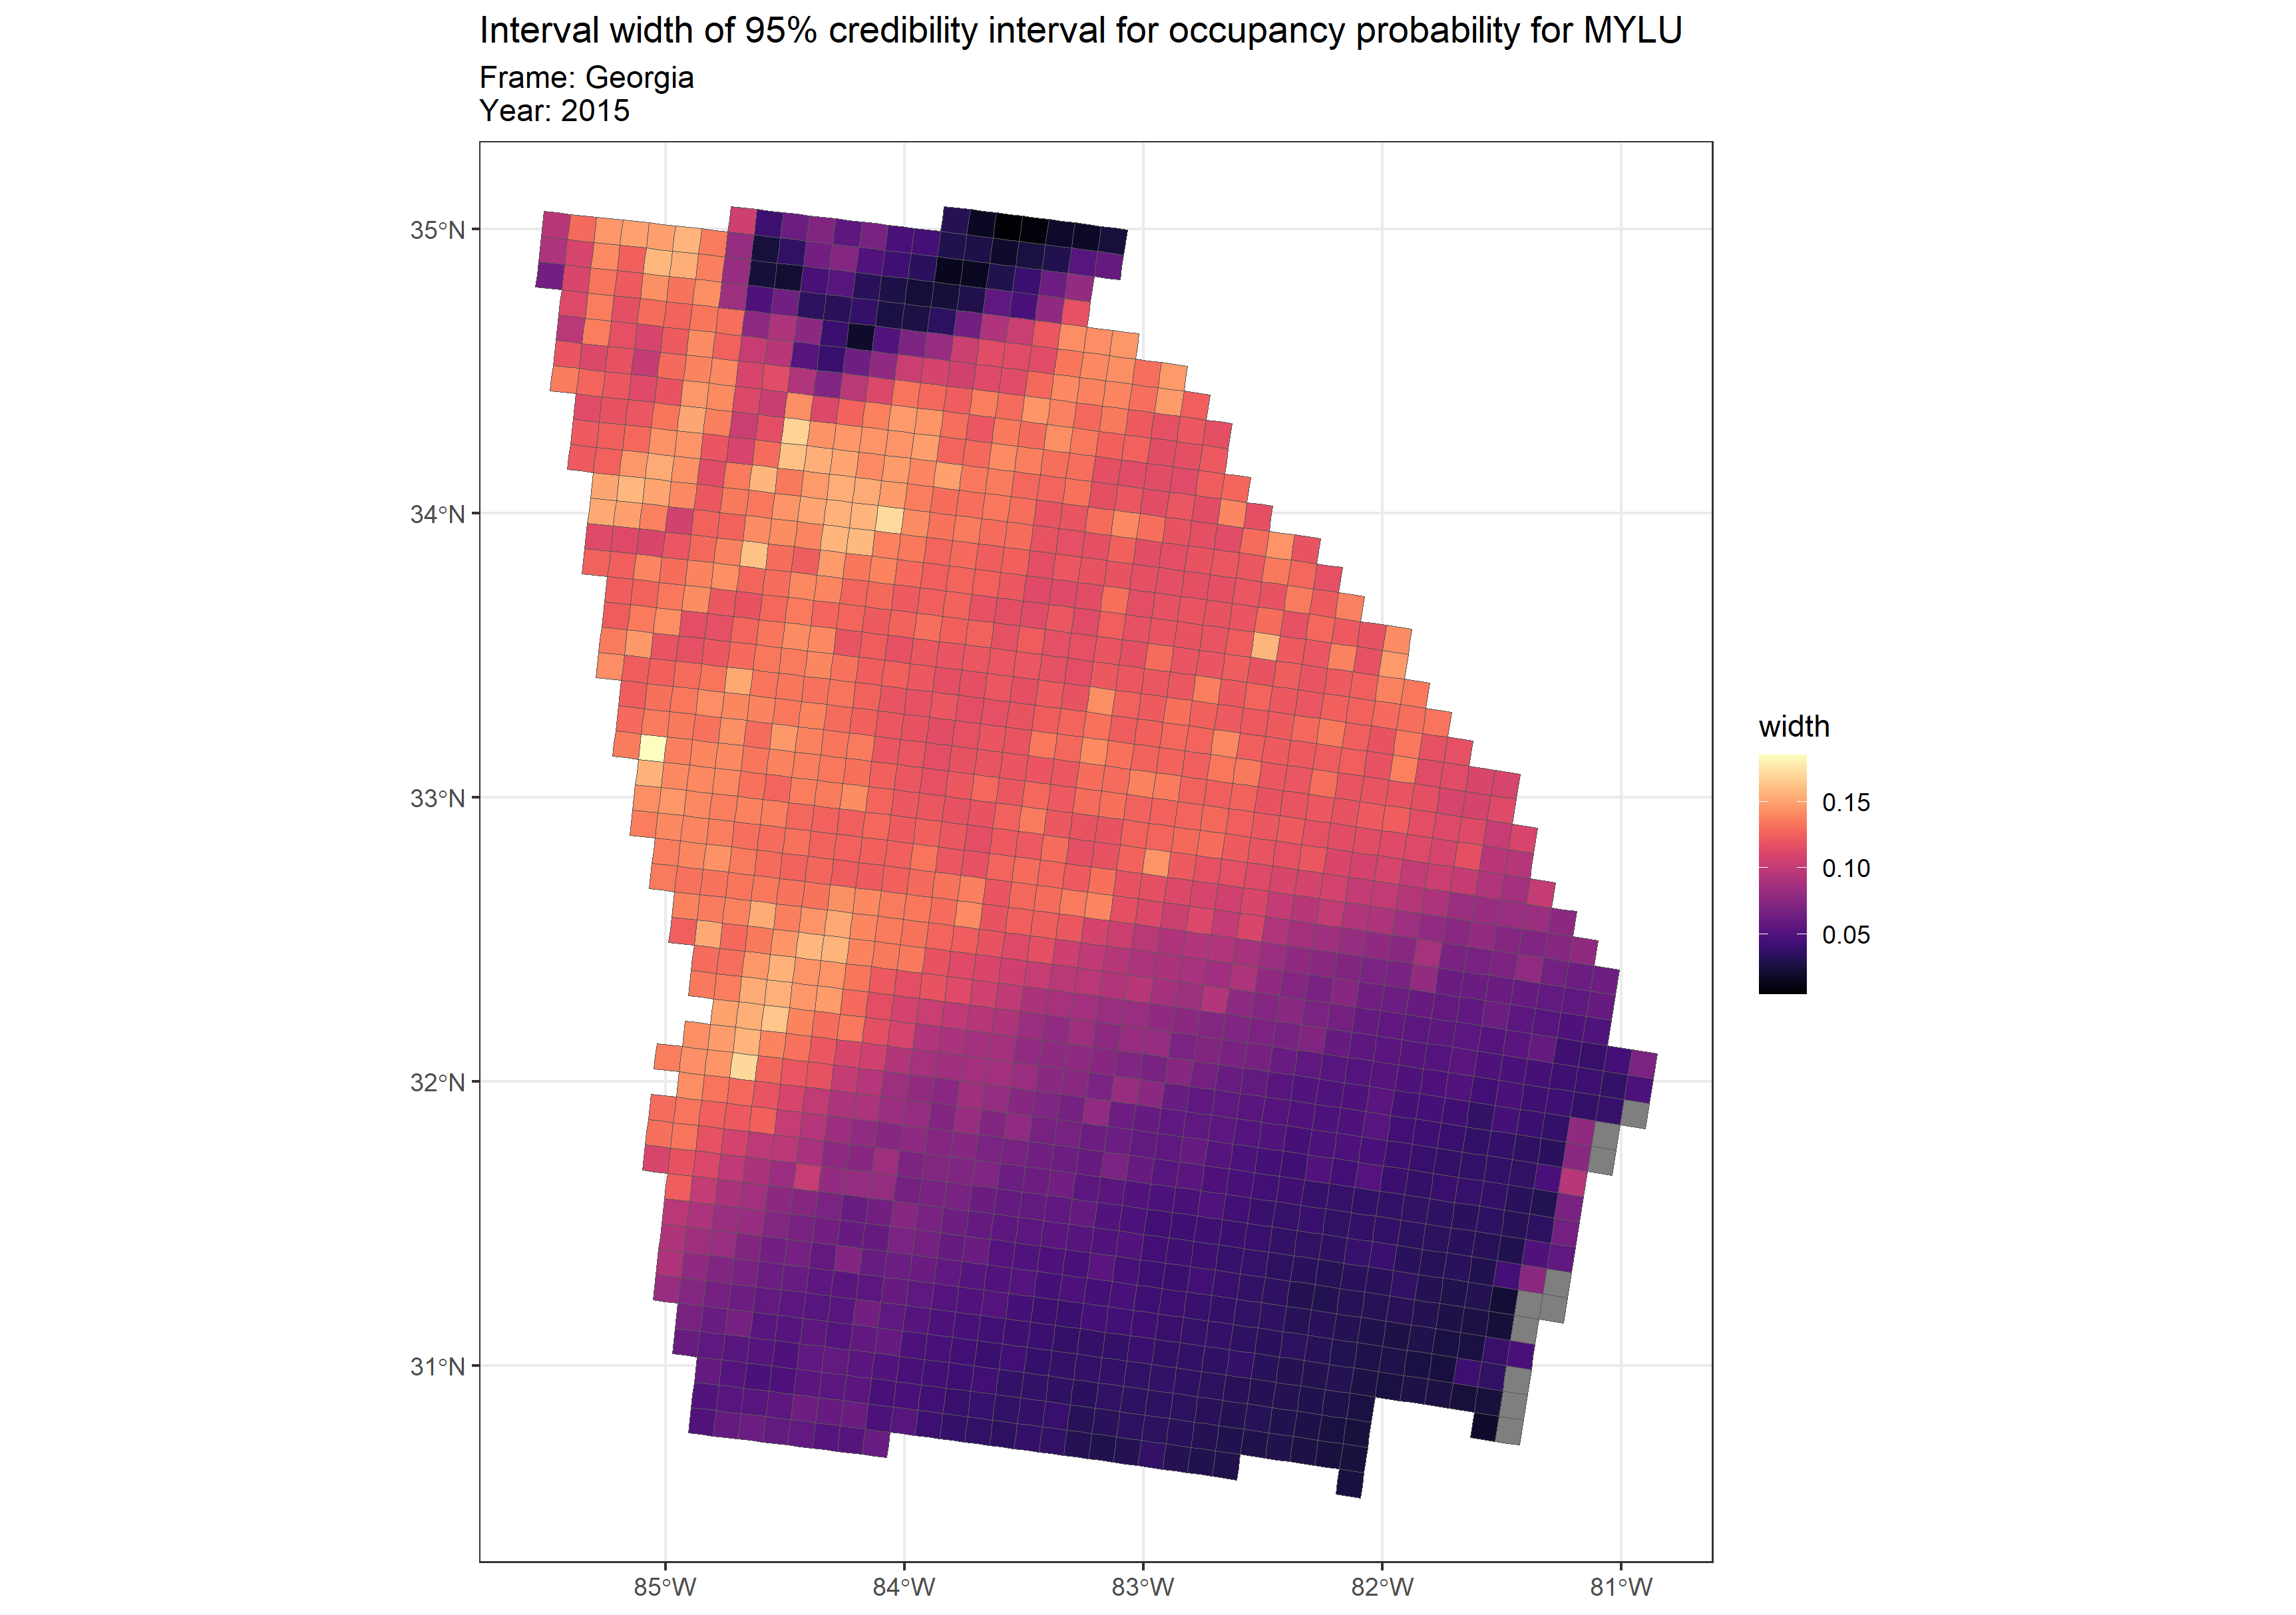 Interval width of 95% credibility interval for occupancy probability for MYLU
Frame: Georgia
Year: 2015
35°N
34°N
33°N
32°N
31°N
85°W
84°W
83°W
82°W
81°W
width
0.15
0.10
0.05